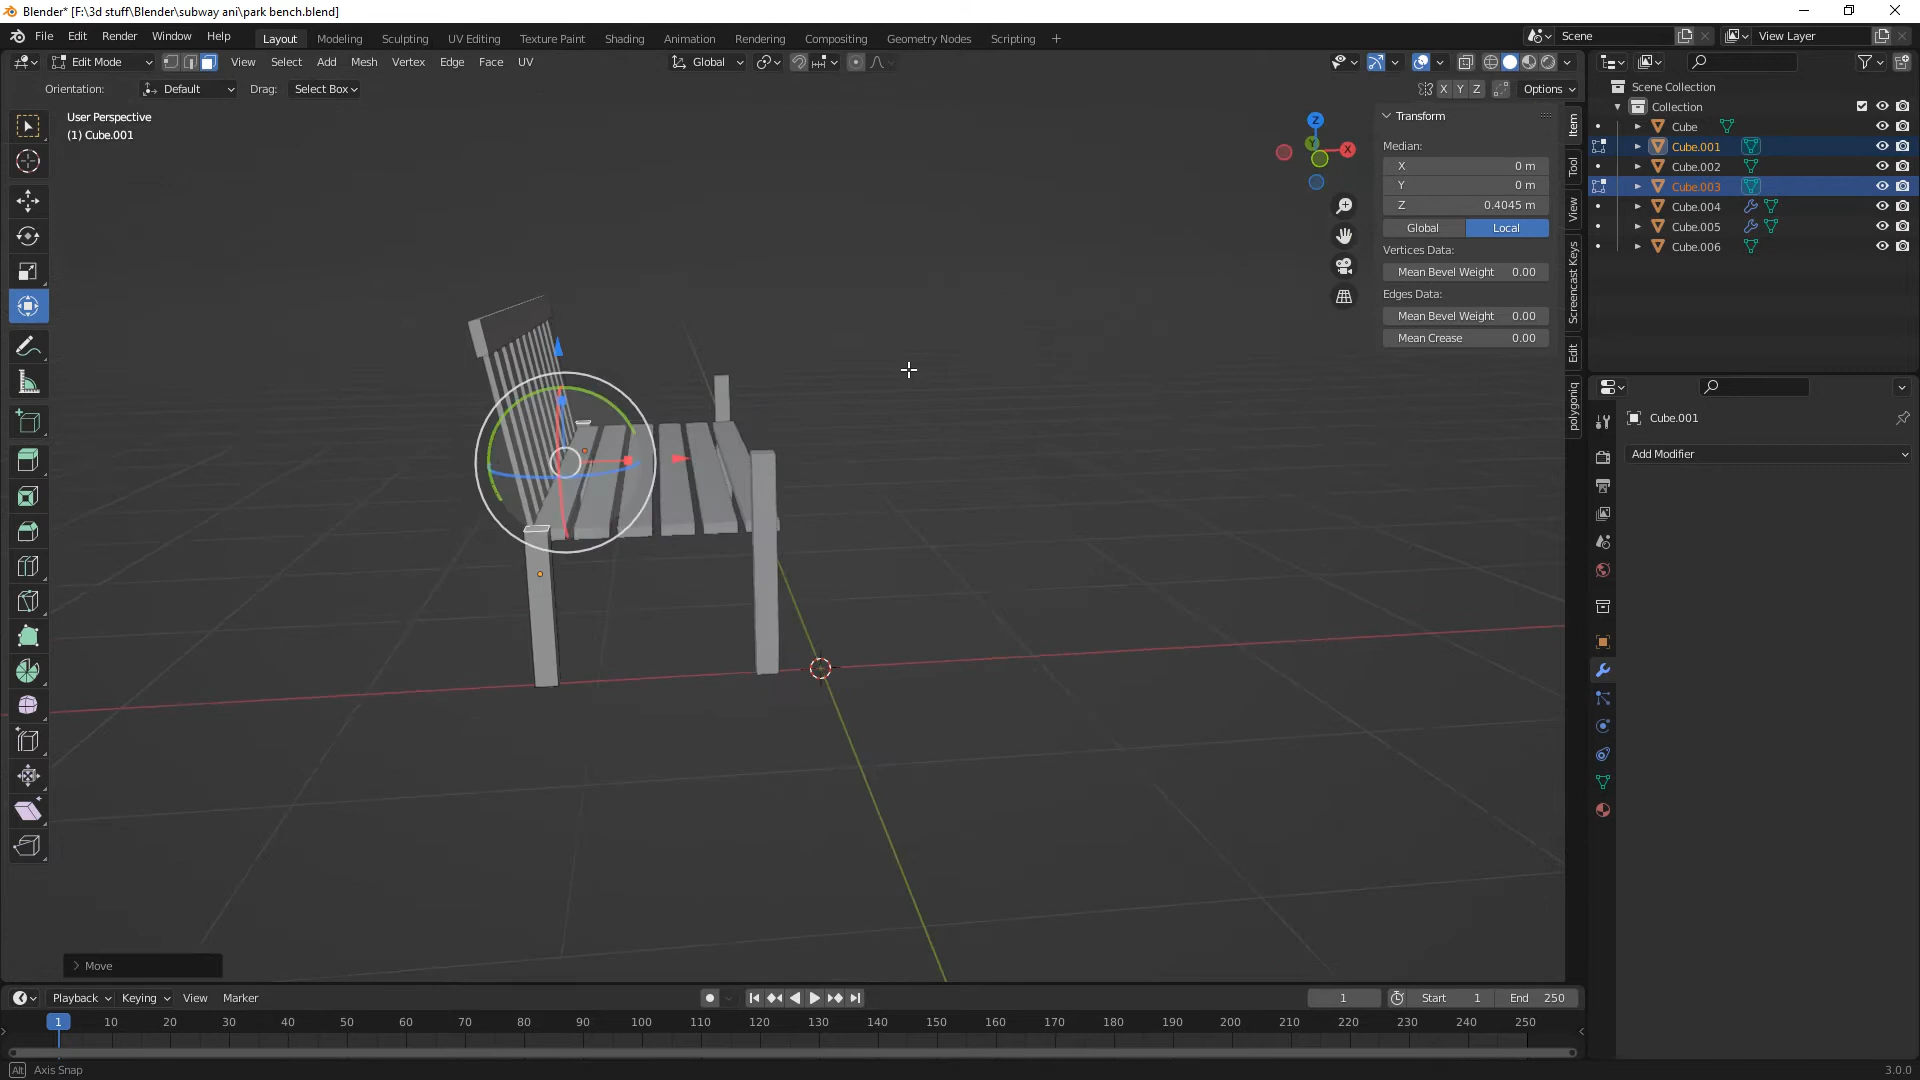 Blender* [F:\3d stuff\Blender\subway ani\park bench.blend]
File Edit Render Window Help Layout Modeling Sculpting UV Editing Texture Paint Shading Animation Rendering Compositing Geometry Nodes Scripting + Scene View Layer
Edit Mode View Select Add Mesh Vertex Edge Face UV Global
Orientation: Default Drag: Select Box X Y Z Options
User Perspective
(1) Cube.001
Z
Y
X
Transform
Median:
X 0 m
Y 0 m
Z 0.4045 m
Global Local
Vertices Data:
Mean Bevel Weight 0.00
Edges Data:
Mean Bevel Weight 0.00
Mean Crease 0.00
Item
Tool
View
Screencast Keys
Edit
polygoniq
Scene Collection
Collection
Cube
Cube.001
Cube.002
Cube.003
Cube.004
Cube.005
Cube.006
Cube.001
Add Modifier
Move
Playback Keying View Marker 1 Start 1 End 250
1 10 20 30 40 50 60 70 80 90 100 110 120 130 140 150 160 170 180 190 200 210 220 230 240 250
Alt Axis Snap 3.0.0